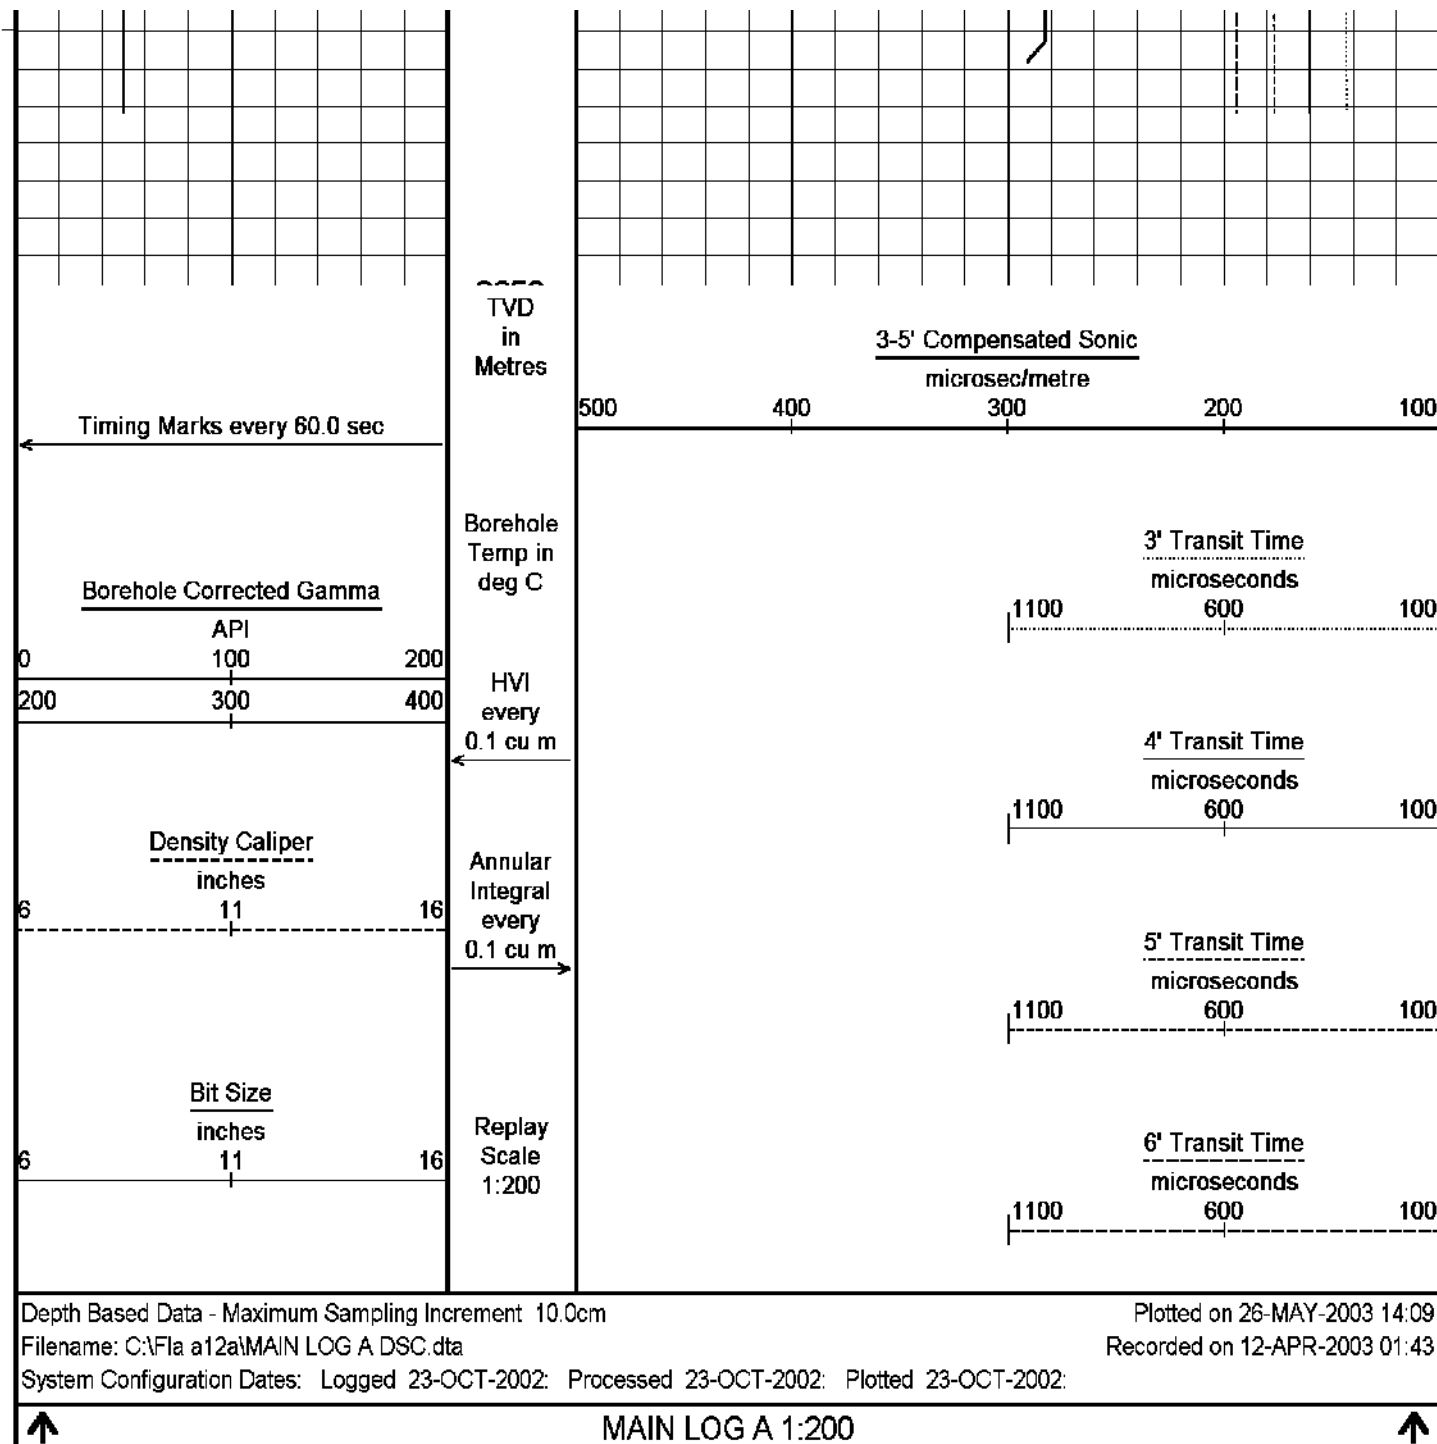 TVD
in
Metres
3-5' Compensated Sonic
microsec/metre
500 400 300 200 100
Timing Marks every 60.0 sec
Borehole
Temp in
deg C
3' Transit Time
microseconds
1100 600 100
Borehole Corrected Gamma
API
0 100 200
200 300 400
HVI
every
0.1 cu m
4' Transit Time
microseconds
1100 600 100
Density Caliper
inches
6 11 16
Annular
Integral
every
0.1 cu m
5' Transit Time
microseconds
1100 600 100
Bit Size
inches
6 11 16
Replay
Scale
1:200
6' Transit Time
microseconds
1100 600 100
Depth Based Data - Maximum Sampling Increment 10.0cm
Plotted on 26-MAY-2003 14:09
Filename: C:\Fla a12a\MAIN LOG A DSC.dta
Recorded on 12-APR-2003 01:43
System Configuration Dates: Logged 23-OCT-2002: Processed 23-OCT-2002: Plotted 23-OCT-2002:
MAIN LOG A 1:200